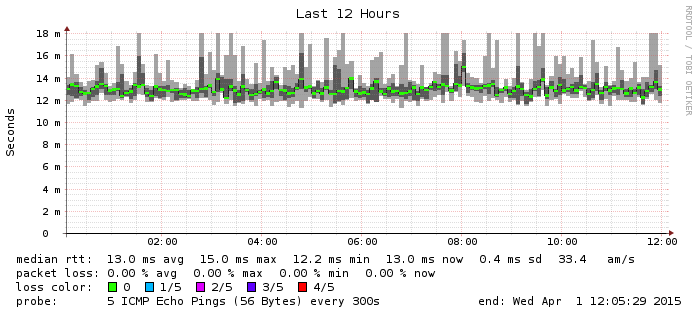 Last 12 Hours
RRDTOOL / TOBI OETIKER
Seconds
18 m
16 m
14 m
12 m
10 m
8 m
6 m
4 m
2 m
0
02:00 04:00 06:00 08:00 10:00 12:00
median rtt: 13.0 ms avg 15.0 ms max 12.2 ms min 13.0 ms now 0.4 ms sd 33.4 am/s
packet loss: 0.00 % avg 0.00 % max 0.00 % min 0.00 % now
loss color: 0 1/5 2/5 3/5 4/5
probe: 5 ICMP Echo Pings (56 Bytes) every 300s end: Wed Apr 1 12:05:29 2015